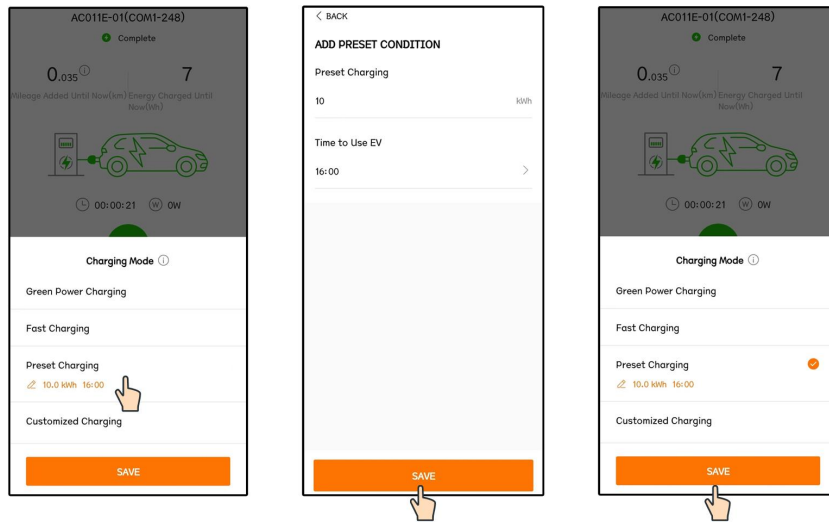 AC011E-01(COM1-248)
Complete
0.035
7
Mileage Added Until Now(km)
Energy Charged Until
Now(Wh)
00:00:21
W
0W
Charging Mode
Green Power Charging
Fast Charging
Preset Charging
10.0 kWh 16:00
Customized Charging
SAVE
< BACK
ADD PRESET CONDITION
Preset Charging
10 kWh
Time to Use EV
16:00
SAVE
AC011E-01(COM1-248)
Complete
0.035
7
Mileage Added Until Now(km)
Energy Charged Until
Now(Wh)
00:00:21
W
0W
Charging Mode
Green Power Charging
Fast Charging
Preset Charging
10.0 kWh 16:00
Customized Charging
SAVE